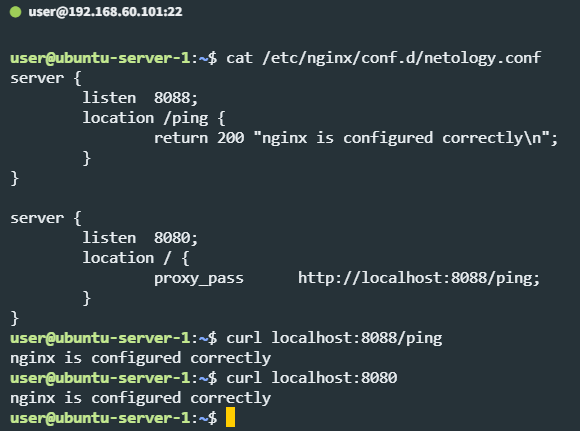 user@192.168.60.101:22
user@ubuntu-server-1:~$ cat /etc/nginx/conf.d/netology.conf
server {
        listen  8088;
        location /ping {
                return 200 "nginx is configured correctly\n";
        }
}

server {
        listen  8080;
        location / {
                proxy_pass      http://localhost:8088/ping;
        }
}
user@ubuntu-server-1:~$ curl localhost:8088/ping
nginx is configured correctly
user@ubuntu-server-1:~$ curl localhost:8080
nginx is configured correctly
user@ubuntu-server-1:~$